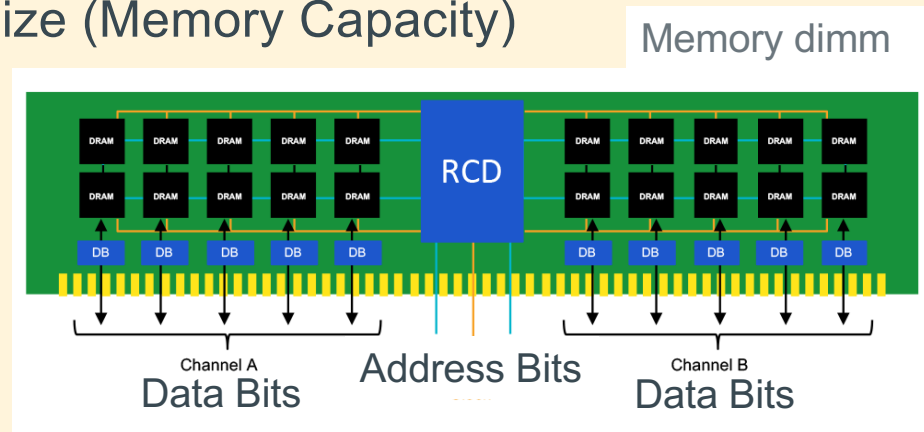 ize (Memory Capacity)
Memory dimm
DRAM DRAM DRAM DRAM DRAM RCD DRAM DRAM DRAM DRAM DRAM
DRAM DRAM DRAM DRAM DRAM DRAM DRAM DRAM DRAM DRAM
DB DB DB DB DB DB DB DB DB DB
Channel A
Data Bits
Address Bits
Channel B
Data Bits